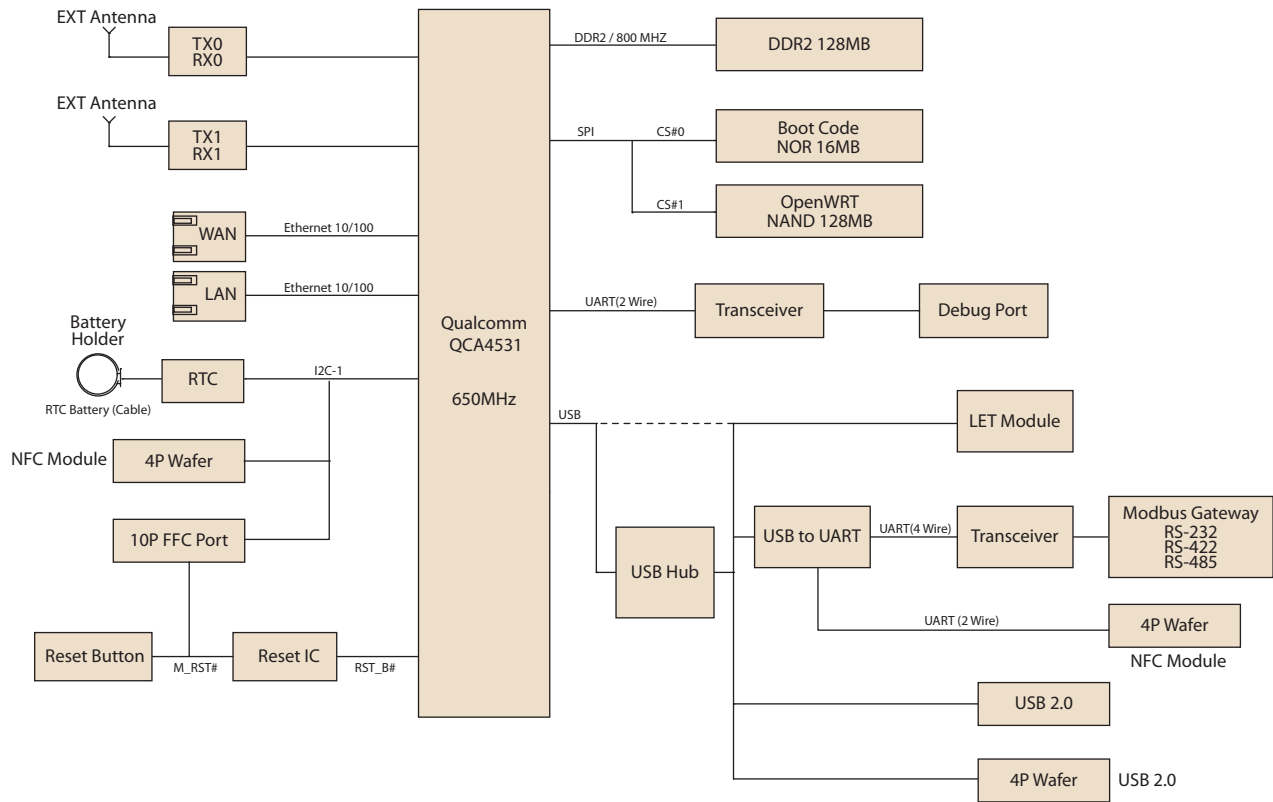 EXT Antenna
TX0
RX0
EXT Antenna
TX1
RX1
WAN
Ethernet 10/100
LAN
Ethernet 10/100
Battery
Holder
RTC Battery (Cable)
RTC
I2C-1
NFC Module
4P Wafer
10P FFC Port
Reset Button
M_RST#
Reset IC
RST_B#
Qualcomm
QCA4531
650MHz
DDR2 / 800 MHZ
DDR2 128MB
SPI
CS#0
Boot Code
NOR 16MB
CS#1
OpenWRT
NAND 128MB
UART(2 Wire)
Transceiver
Debug Port
USB
LET Module
USB Hub
USB to UART
UART(4 Wire)
Transceiver
Modbus Gateway
RS-232
RS-422
RS-485
UART (2 Wire)
4P Wafer
NFC Module
USB 2.0
4P Wafer
USB 2.0